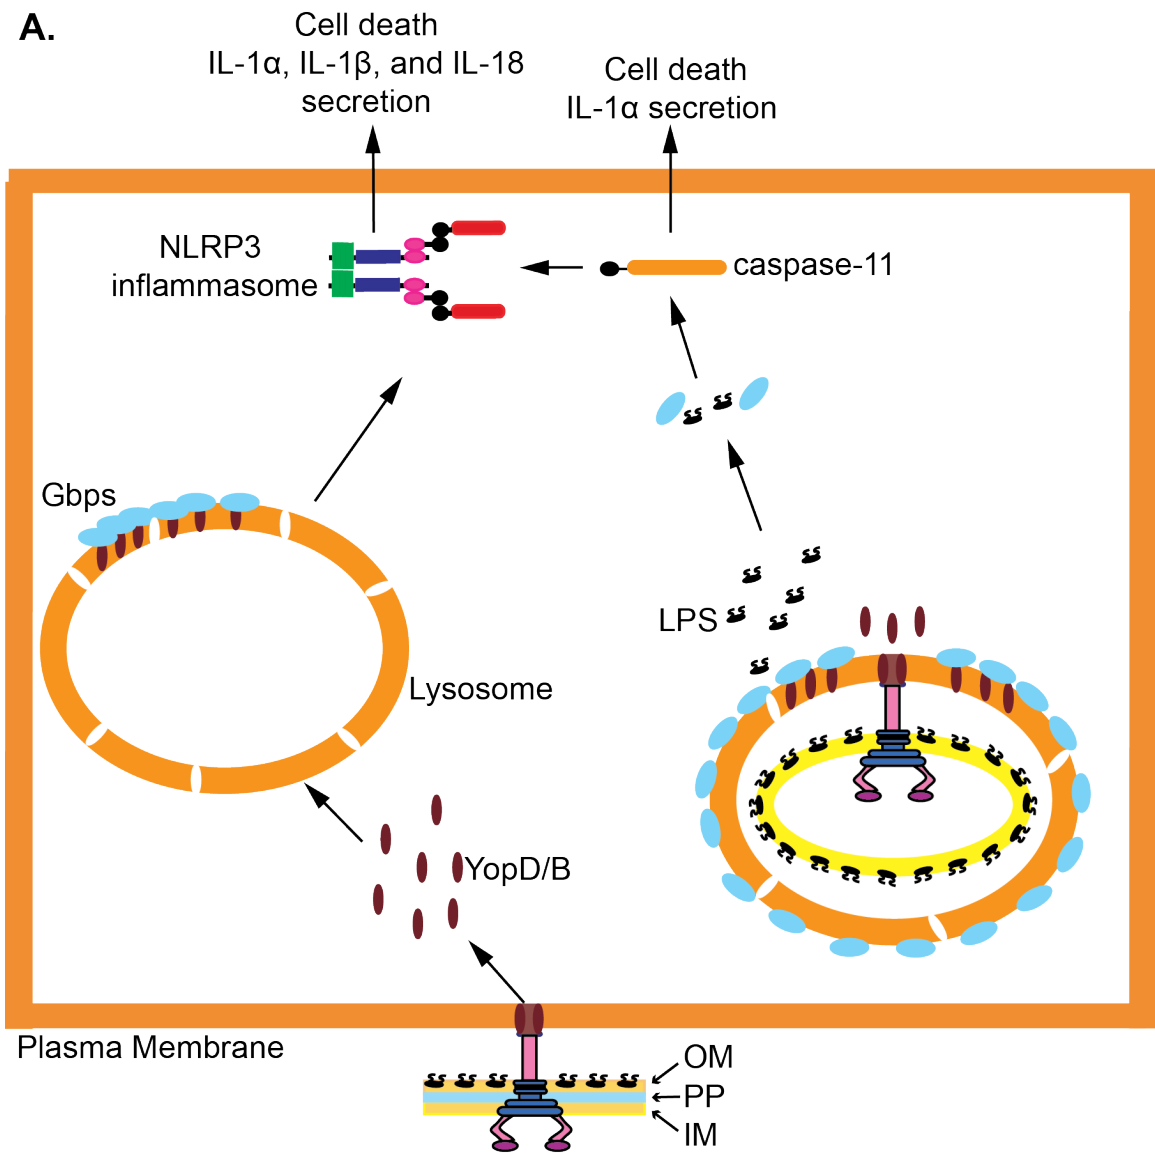 A.
Cell death
IL-1α, IL-1β, and IL-18
secretion
Cell death
IL-1α secretion
NLRP3
inflammasome
caspase-11
Gbps
LPS
Lysosome
YopD/B
Plasma Membrane
OM
PP
IM